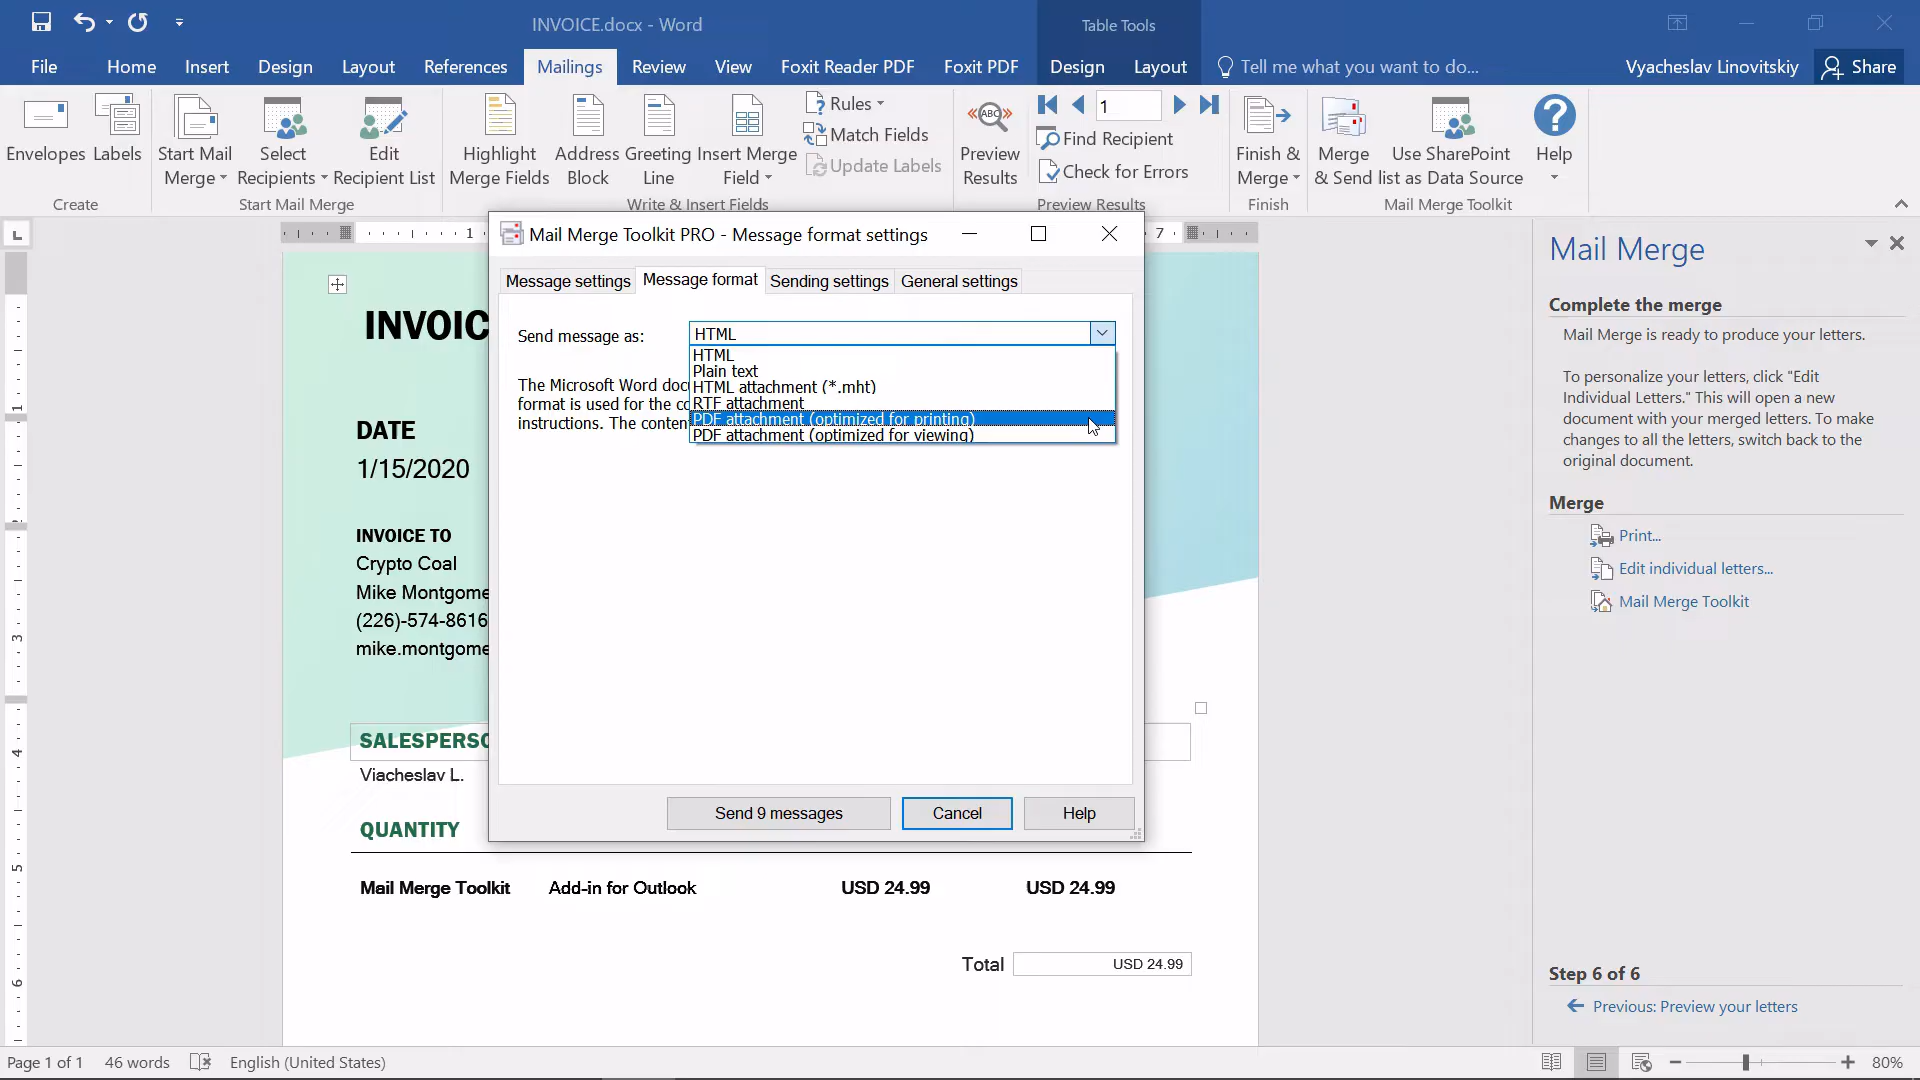 INVOICE.docx - Word
Table Tools
File Home Insert Design Layout References Mailings Review View Foxit Reader PDF Foxit PDF Design Layout Tell me what you want to do... Vyacheslav Linovitskiy Share
Envelopes
Labels
Create
Start Mail
Merge
Select
Recipients
Edit
Recipient List
Start Mail Merge
Highlight
Merge Fields
Address
Block
Greeting
Line
Insert Merge
Field
Rules
Match Fields
Update Labels
Write & Insert Fields
ABC
Preview
Results
1
Find Recipient
Check for Errors
Preview Results
Finish &
Merge
Finish
Merge
& Send
Use SharePoint
list as Data Source
Help
Mail Merge Toolkit
L
1
7
1
3
4
5
6
INVOIC
DATE
1/15/2020
INVOICE TO
Crypto Coal
Mike Montgome
(226)-574-8616
mike.montgome
SALESPERSO
Viacheslav L.
QUANTITY
Mail Merge Toolkit Add-in for Outlook USD 24.99 USD 24.99
Total USD 24.99
Mail Merge Toolkit PRO - Message format settings
Message settings Message format Sending settings General settings
Send message as: HTML
HTML
Plain text
HTML attachment (*.mht)
RTF attachment
PDF attachment (optimized for printing)
PDF attachment (optimized for viewing)
The Microsoft Word doc
format is used for the co
instructions. The conten
Send 9 messages Cancel Help
Mail Merge
Complete the merge
Mail Merge is ready to produce your letters.
To personalize your letters, click "Edit
Individual Letters." This will open a new
document with your merged letters. To make
changes to all the letters, switch back to the
original document.
Merge
Print...
Edit individual letters...
Mail Merge Toolkit
Step 6 of 6
Previous: Preview your letters
Page 1 of 1 46 words English (United States) 80%